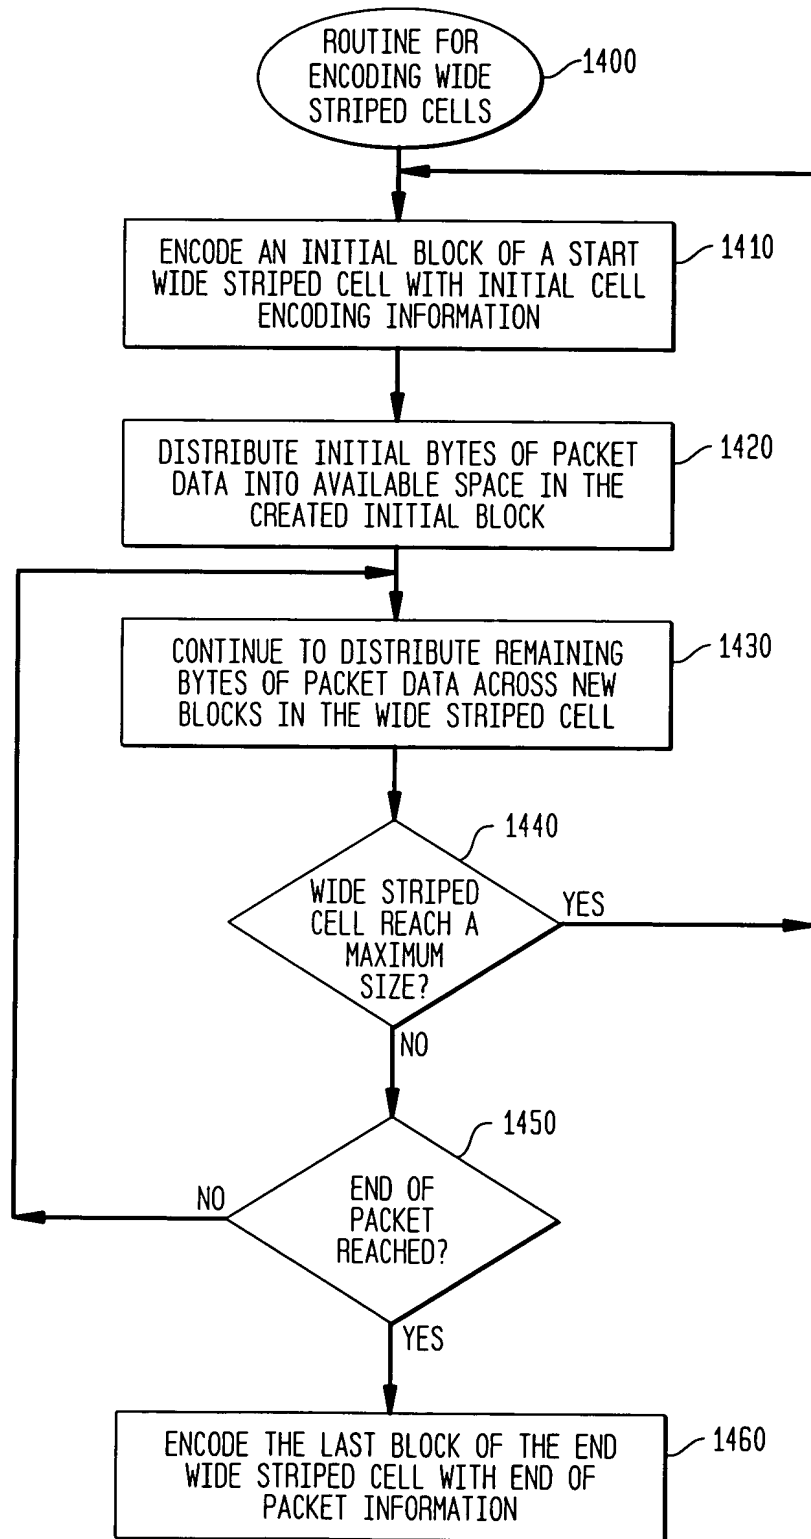 ROUTINE FOR
ENCODING WIDE
STRIPED CELLS
1400
ENCODE AN INITIAL BLOCK OF A START
WIDE STRIPED CELL WITH INITIAL CELL
ENCODING INFORMATION
1410
DISTRIBUTE INITIAL BYTES OF PACKET
DATA INTO AVAILABLE SPACE IN THE
CREATED INITIAL BLOCK
1420
CONTINUE TO DISTRIBUTE REMAINING
BYTES OF PACKET DATA ACROSS NEW
BLOCKS IN THE WIDE STRIPED CELL
1430
1440
WIDE STRIPED
CELL REACH A
MAXIMUM
SIZE?
YES
NO
1450
END OF
PACKET
REACHED?
NO
YES
ENCODE THE LAST BLOCK OF THE END
WIDE STRIPED CELL WITH END OF
PACKET INFORMATION
1460